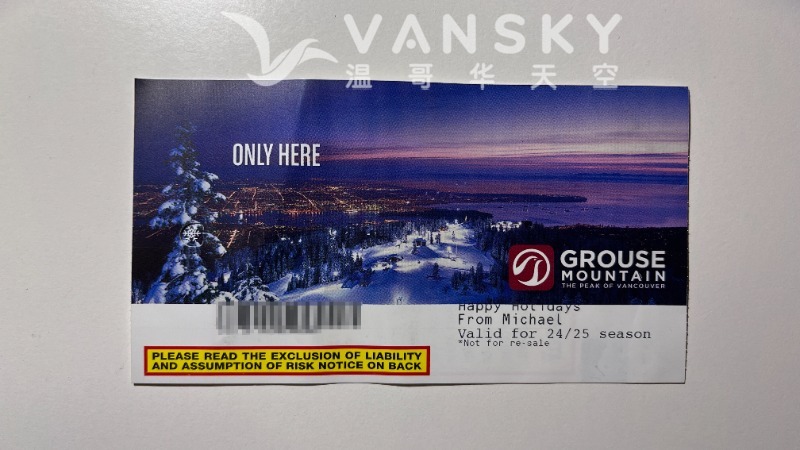 VANSKY
温哥华天空
ONLY HERE
GROUSE
MOUNTAIN
THE PEAK OF VANCOUVER
Happy Holidays
From Michael
Valid for 24/25 season
*Not for re-sale
PLEASE READ THE EXCLUSION OF LIABILITY
AND ASSUMPTION OF RISK NOTICE ON BACK